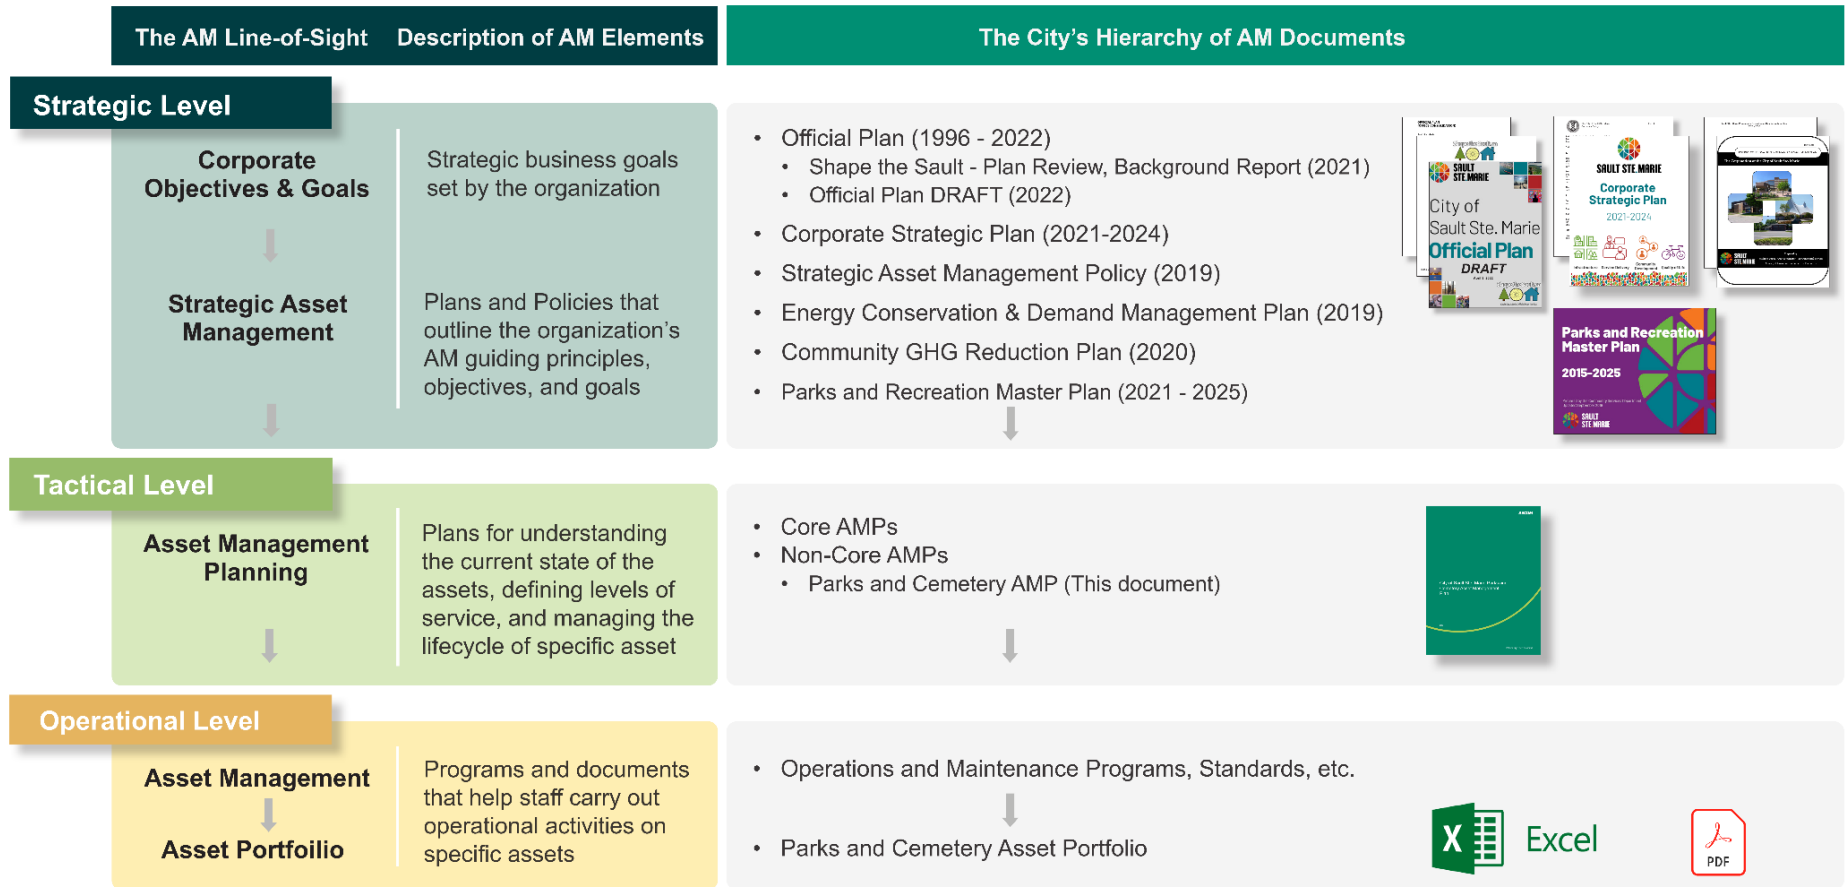 The AM Line-of-Sight
Description of AM Elements
The City's Hierarchy of AM Documents
Strategic Level
Corporate
Objectives & Goals
Strategic business goals
set by the organization
Strategic Asset
Management
Plans and Policies that
outline the organization's
AM guiding principles,
objectives, and goals
• Official Plan (1996 - 2022)
• Shape the Sault - Plan Review, Background Report (2021)
• Official Plan DRAFT (2022)
• Corporate Strategic Plan (2021-2024)
• Strategic Asset Management Policy (2019)
• Energy Conservation & Demand Management Plan (2019)
• Community GHG Reduction Plan (2020)
• Parks and Recreation Master Plan (2021 - 2025)
SAULT
STE.MARIE
City of
Sault Ste. Marie
Official Plan
DRAFT
SAULT STE.MARIE
Corporate
Strategic Plan
2021-2024
SAULT
STE.MARIE
Parks and Recreation
Master Plan
2015-2025
SAULT
STE.MARIE
Tactical Level
Asset Management
Planning
Plans for understanding
the current state of the
assets, defining levels of
service, and managing the
lifecycle of specific asset
• Core AMPs
• Non-Core AMPs
• Parks and Cemetery AMP (This document)
Operational Level
Asset Management
Asset Portfoilio
Programs and documents
that help staff carry out
operational activities on
specific assets
• Operations and Maintenance Programs, Standards, etc.
• Parks and Cemetery Asset Portfolio
X
Excel
PDF